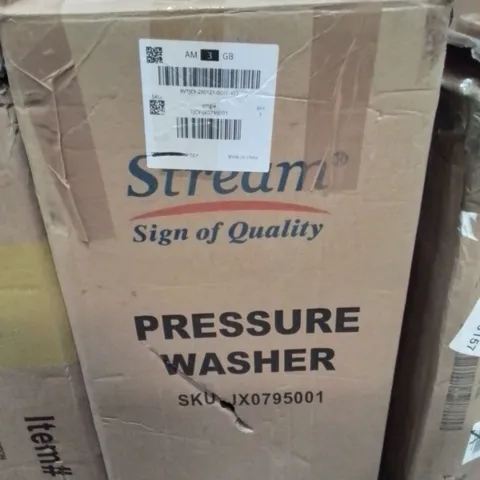 AM 3 GB
Stream®
Sign of Quality
PRESSURE
WASHER
SKU: JX0795001
Item#